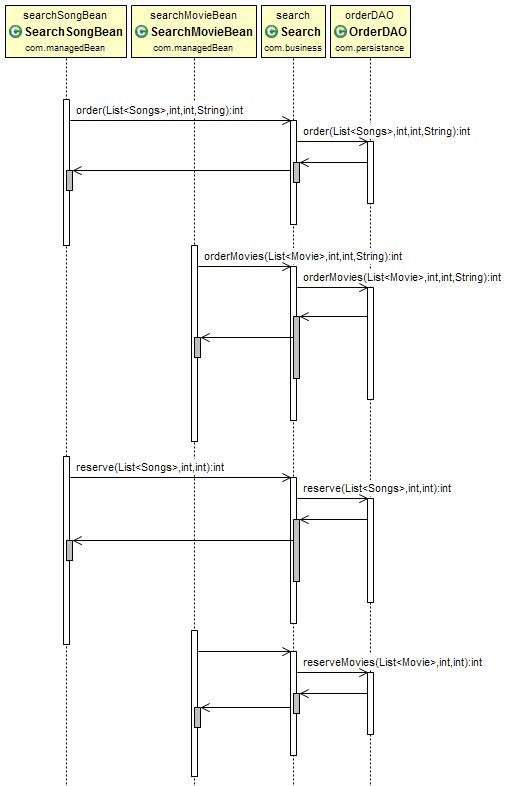 searchSongBean
SearchSongBean
com.managedBean
searchMovieBean
SearchMovieBean
com.managedBean
search
Search
com.business
orderDAO
OrderDAO
com.persistance
order(List<Songs>,int,int,String):int
order(List<Songs>,int,int,String):int
orderMovies(List<Movie>,int,int,String):int
orderMovies(List<Movie>,int,int,String):int
reserve(List<Songs>,int,int):int
reserve(List<Songs>,int,int):int
reserveMovies(List<Movie>,int,int):int